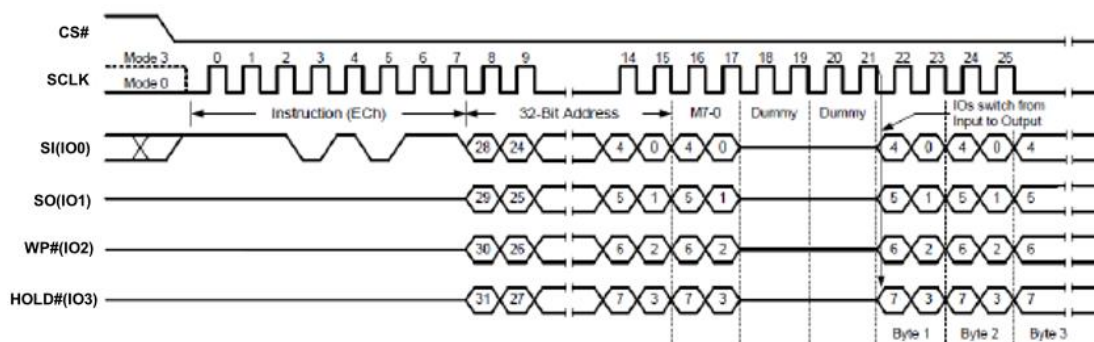 CS#
Mode 3 0 1 2 3 4 5 6 7 8 9 14 15 16 17 18 19 20 21 22 23 24 25
SCLK
Mode 0
Instruction (ECh) 32-Bit Address M7-0 Dummy Dummy IOs switch from
Input to Output
SI(IO0) 28 24 4 0 4 0 4 0 4 0 4
SO(IO1) 29 25 5 1 5 1 5 1 5 1 5
WP#(IO2) 30 26 6 2 6 2 6 2 6 2 6
HOLD#(IO3) 31 27 7 3 7 3 7 3 7 3 7
Byte 1 Byte 2 Byte 3